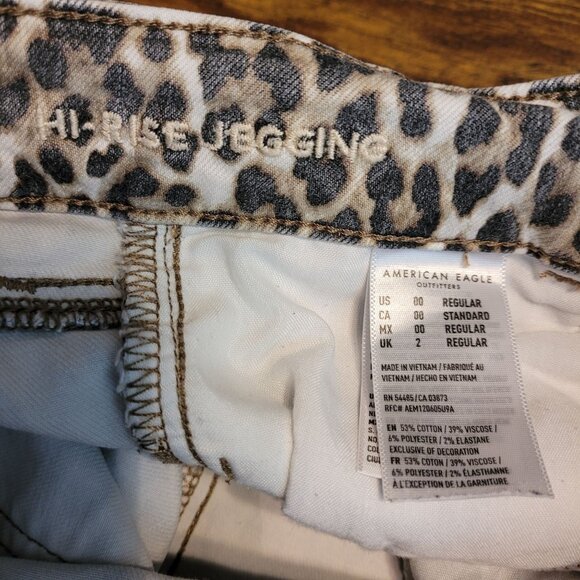 HI-RISE JEGGING
AMERICAN EAGLE
OUTFITTERS
US 00 REGULAR
CA 00 STANDARD
MX 00 REGULAR
UK 2 REGULAR
MADE IN VIETNAM / FABRIQUÉ AU
VIETNAM / HECHO EN VIETNAM
RN 54485/CA 03873
RFC# AEM120605U9A
EN 53% COTTON / 39% VISCOSE /
6% POLYESTER / 2% ELASTANE
EXCLUSIVE OF DECORATION
FR 53% COTON / 39% VISCOSE /
6% POLYESTER / 2% ÉLASTHANNE
À L'EXCEPTION DE LA GARNITURE